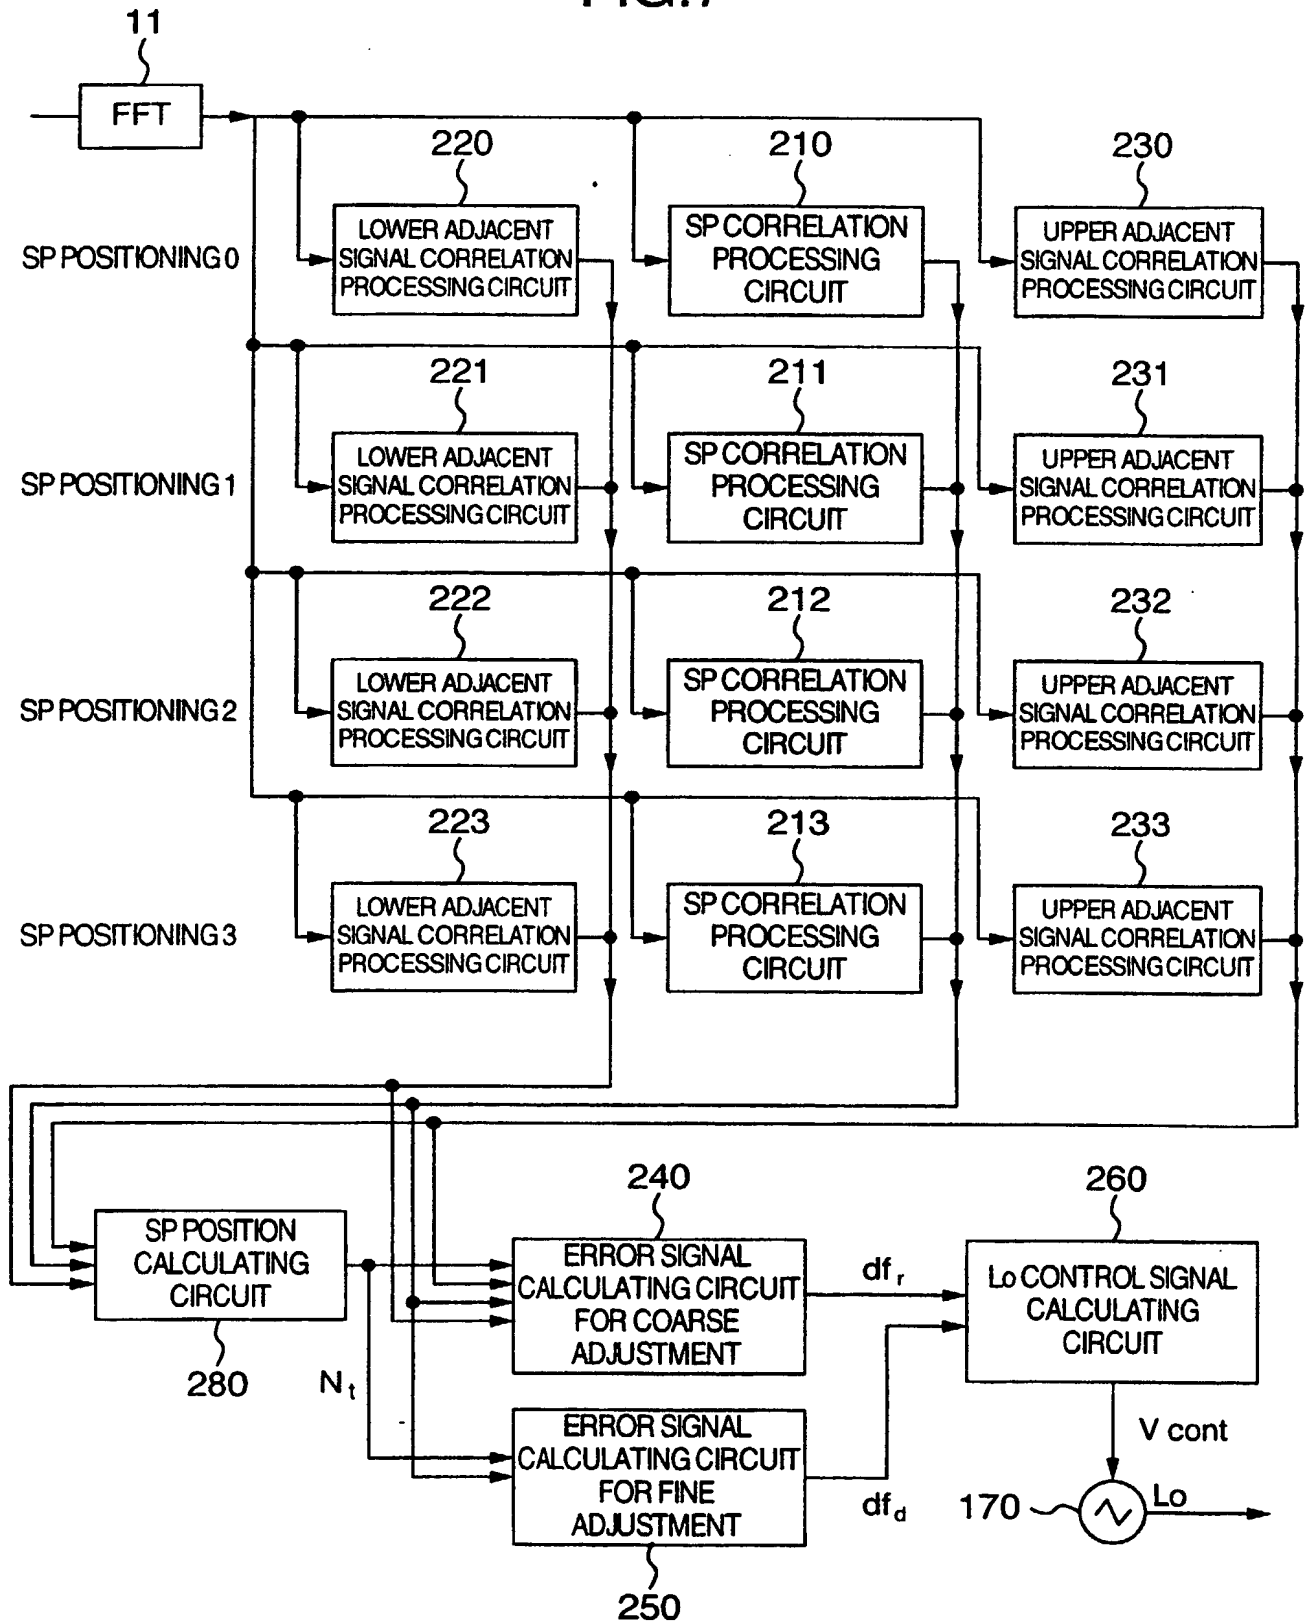 11
FFT
220
210
230
SP POSITIONING 0
LOWER ADJACENT
SIGNAL CORRELATION
PROCESSING CIRCUIT
SP CORRELATION
PROCESSING
CIRCUIT
UPPER ADJACENT
SIGNAL CORRELATION
PROCESSING CIRCUIT
221
211
231
SP POSITIONING 1
LOWER ADJACENT
SIGNAL CORRELATION
PROCESSING CIRCUIT
SP CORRELATION
PROCESSING
CIRCUIT
UPPER ADJACENT
SIGNAL CORRELATION
PROCESSING CIRCUIT
222
212
232
SP POSITIONING 2
LOWER ADJACENT
SIGNAL CORRELATION
PROCESSING CIRCUIT
SP CORRELATION
PROCESSING
CIRCUIT
UPPER ADJACENT
SIGNAL CORRELATION
PROCESSING CIRCUIT
223
213
233
SP POSITIONING 3
LOWER ADJACENT
SIGNAL CORRELATION
PROCESSING CIRCUIT
SP CORRELATION
PROCESSING
CIRCUIT
UPPER ADJACENT
SIGNAL CORRELATION
PROCESSING CIRCUIT
240
260
SP POSITION
CALCULATING
CIRCUIT
280
Nt
ERROR SIGNAL
CALCULATING CIRCUIT
FOR COARSE
ADJUSTMENT
dfr
Lo CONTROL SIGNAL
CALCULATING
CIRCUIT
ERROR SIGNAL
CALCULATING CIRCUIT
FOR FINE
ADJUSTMENT
dfd
V cont
170
Lo
250